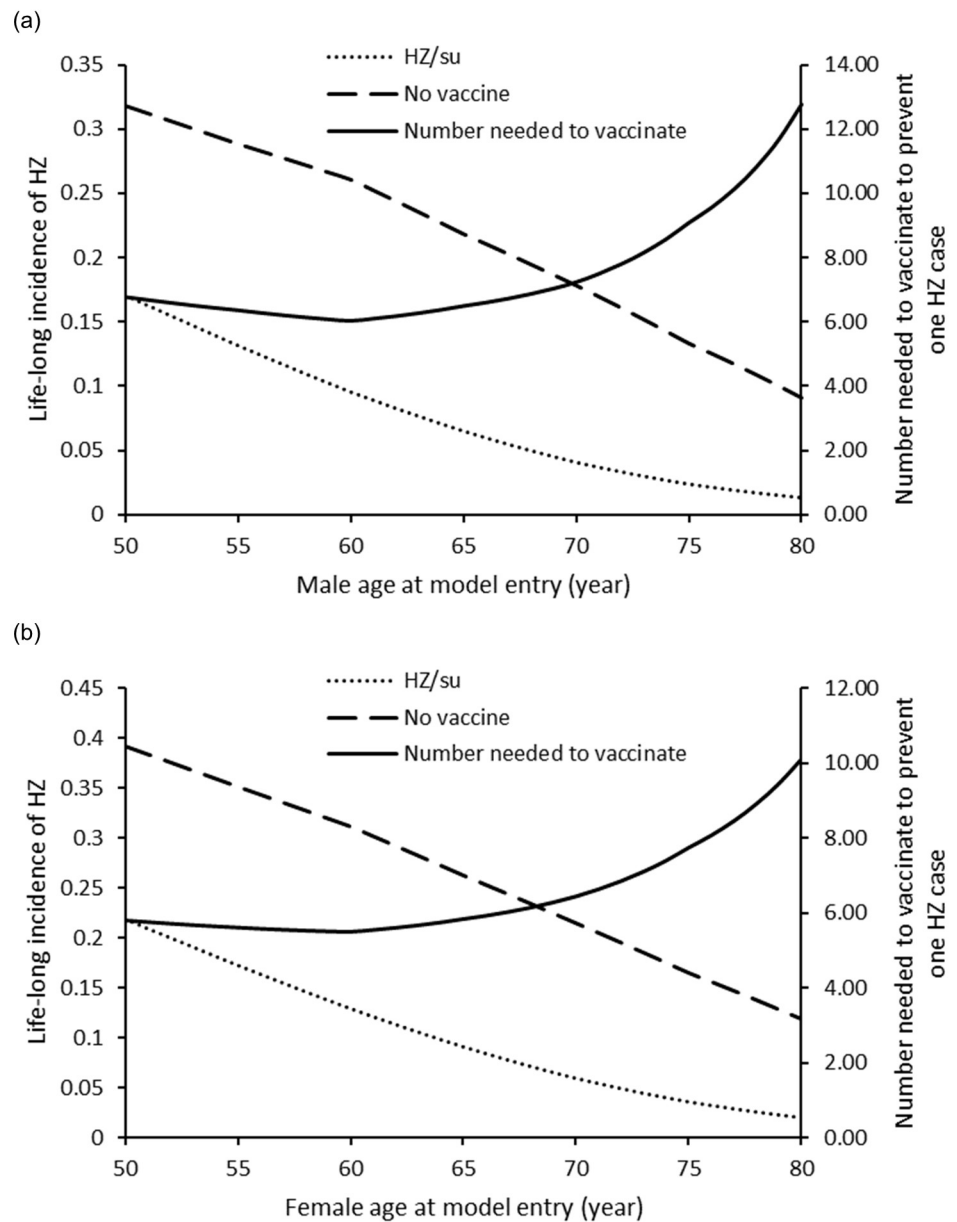 (a)
HZ/su
No vaccine
Number needed to vaccinate
0.35
0.3
0.25
0.2
0.15
0.1
0.05
0
Life-long incidence of HZ
14.00
12.00
10.00
8.00
6.00
4.00
2.00
0.00
Number needed to vaccinate to prevent
one HZ case
50 55 60 65 70 75 80
Male age at model entry (year)
(b)
HZ/su
No vaccine
Number needed to vaccinate
0.45
0.4
0.35
0.3
0.25
0.2
0.15
0.1
0.05
0
Life-long incidence of HZ
12.00
10.00
8.00
6.00
4.00
2.00
0.00
Number needed to vaccinate to prevent
one HZ case
50 55 60 65 70 75 80
Female age at model entry (year)